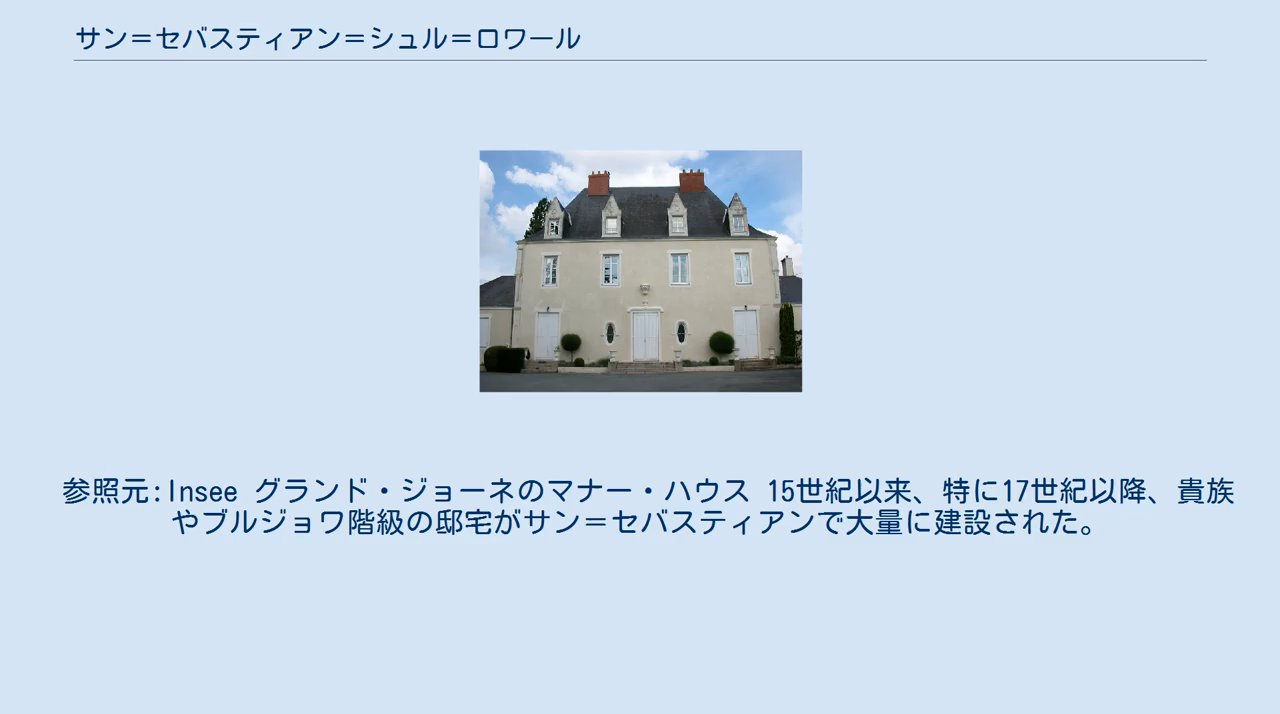 サン＝セバスティアン＝シュル＝ロワール
参照元:Insee グランド・ジョーネのマナー・ハウス 15世紀以来、特に17世紀以降、貴族
やブルジョワ階級の邸宅がサン＝セバスティアンで大量に建設された。